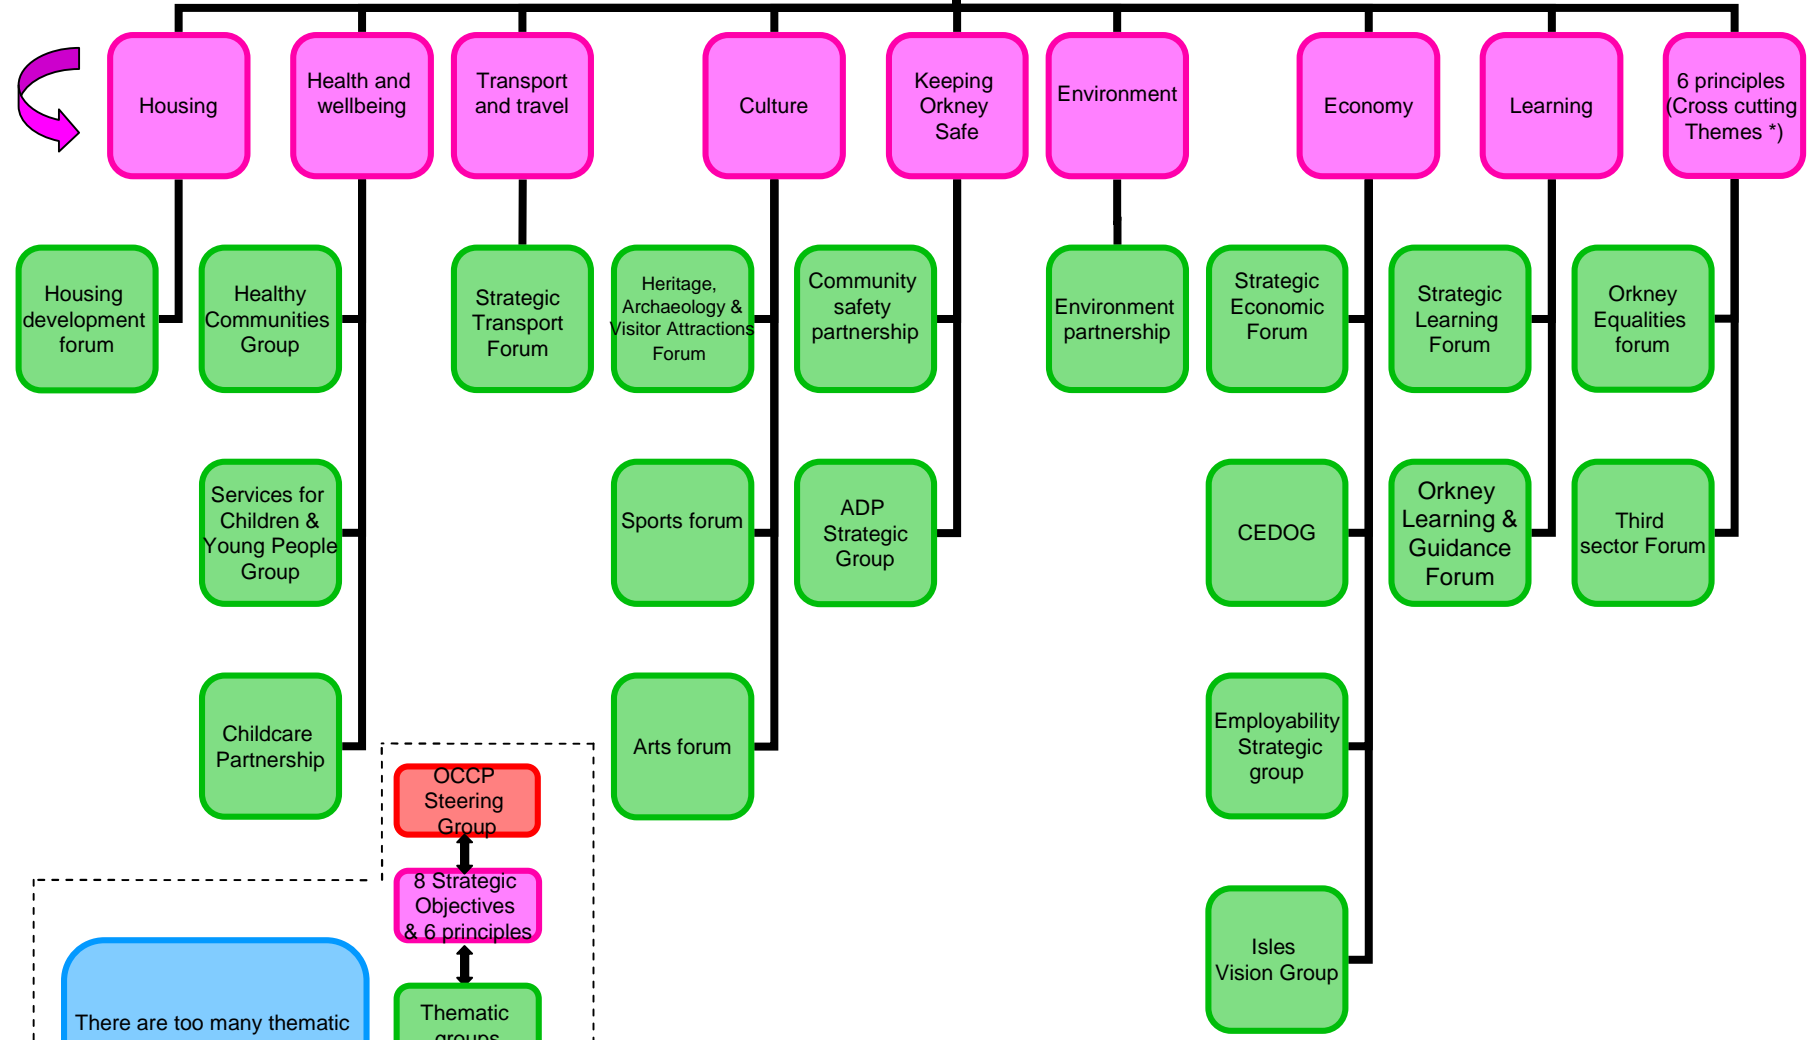 Housing
Health and
wellbeing
Transport
and travel
Culture
Keeping
Orkney
Safe
Environment
Economy
Learning
6 principles
(Cross cutting
Themes *)
Housing
development
forum
Healthy
Communities
Group
Strategic
Transport
Forum
Heritage,
Archaeology &
Visitor Attractions
Forum
Community
safety
partnership
Environment
partnership
Strategic
Economic
Forum
Strategic
Learning
Forum
Orkney
Equalities
forum
Services for
Children &
Young People
Group
Sports forum
ADP
Strategic
Group
CEDOG
Orkney
Learning &
Guidance
Forum
Third
sector Forum
Childcare
Partnership
Arts forum
Employability
Strategic
group
OCCP
Steering
Group
8 Strategic
Objectives
& 6 principles
Isles
Vision Group
There are too many thematic
Thematic
groups